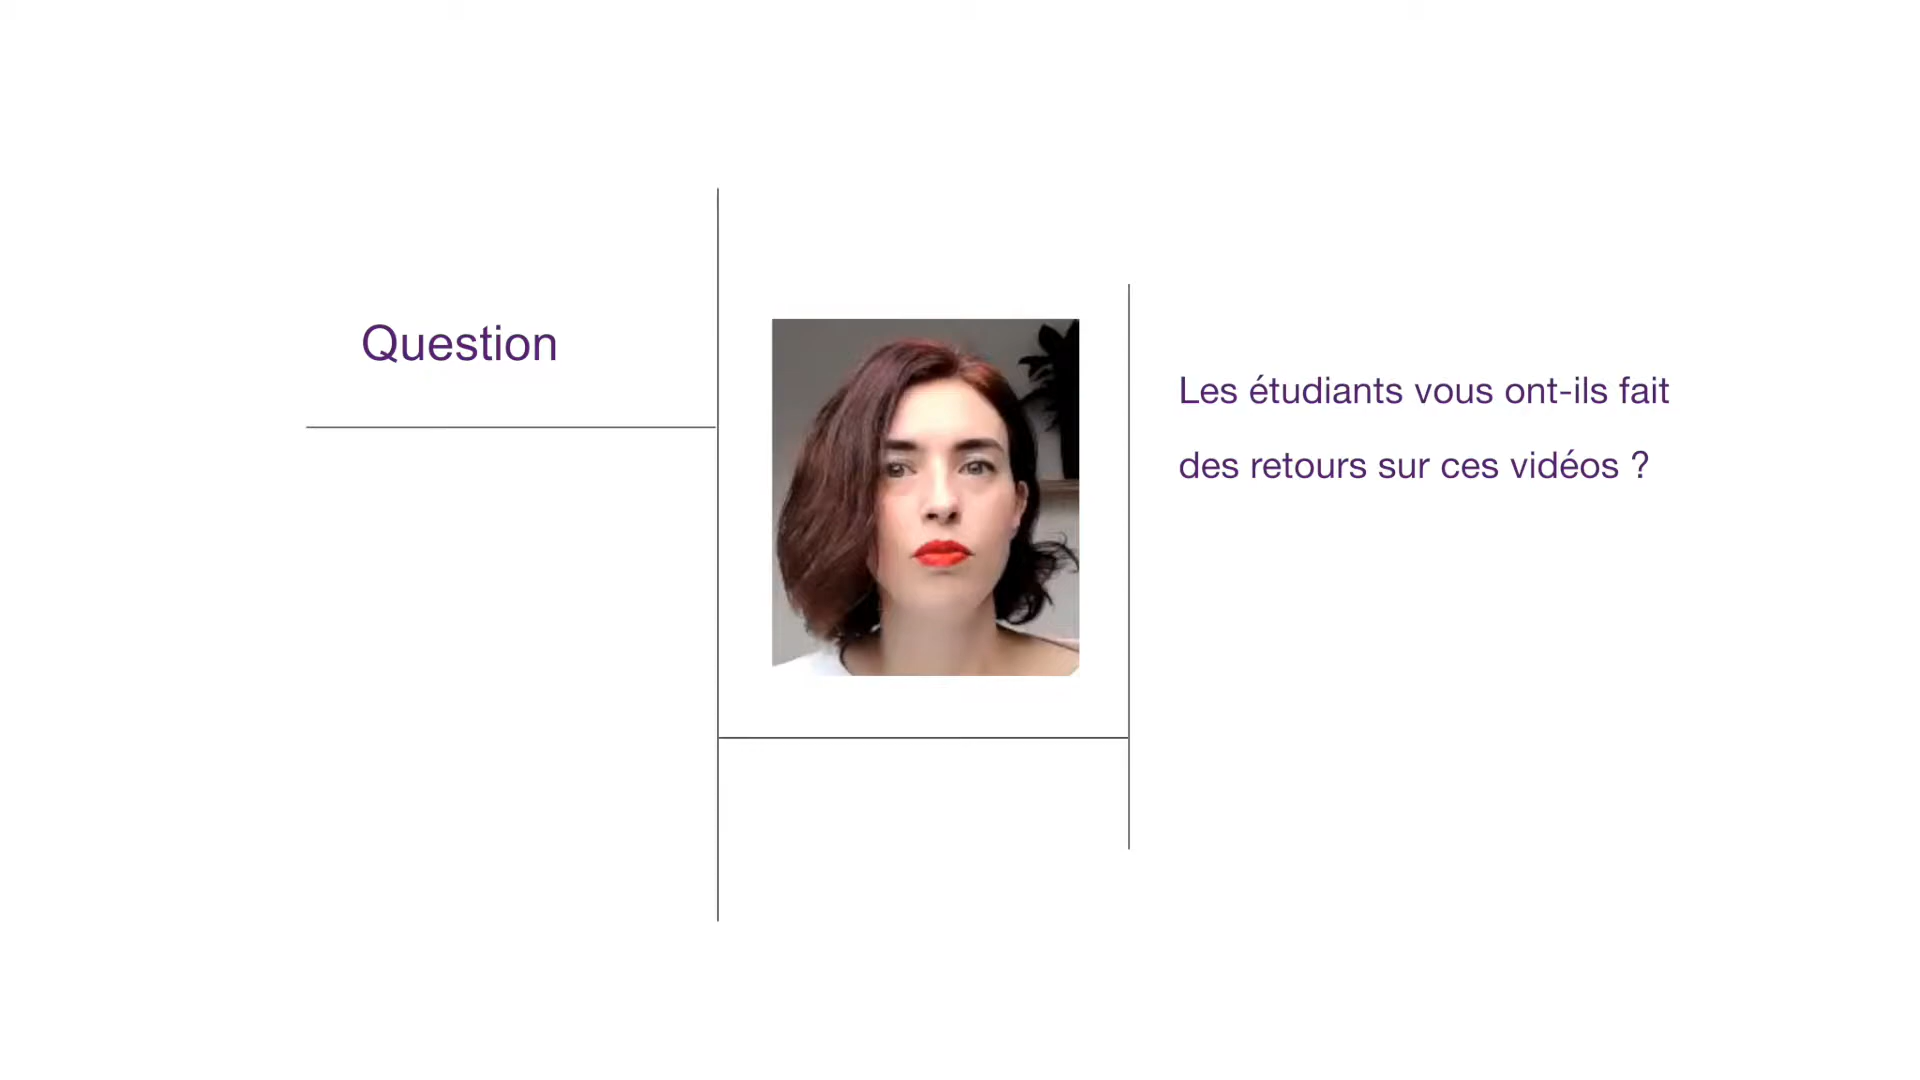 Question
Les étudiants vous ont-ils fait
des retours sur ces vidéos ?